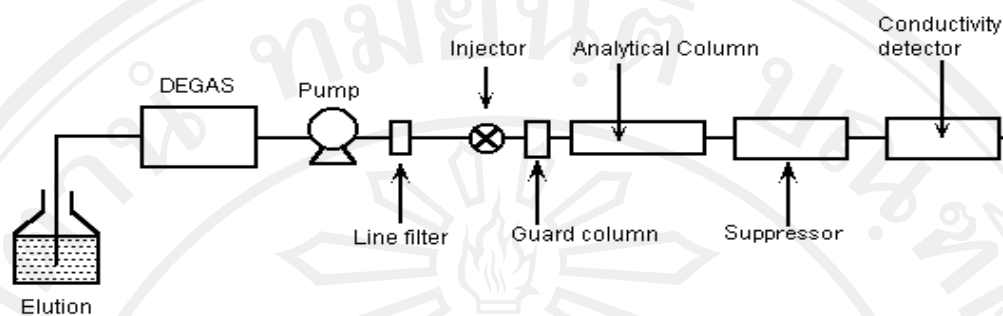 Conductivity
detector
Injector
Analytical Column
DEGAS
Pump
Line filter
Guard column
Suppressor
Elution